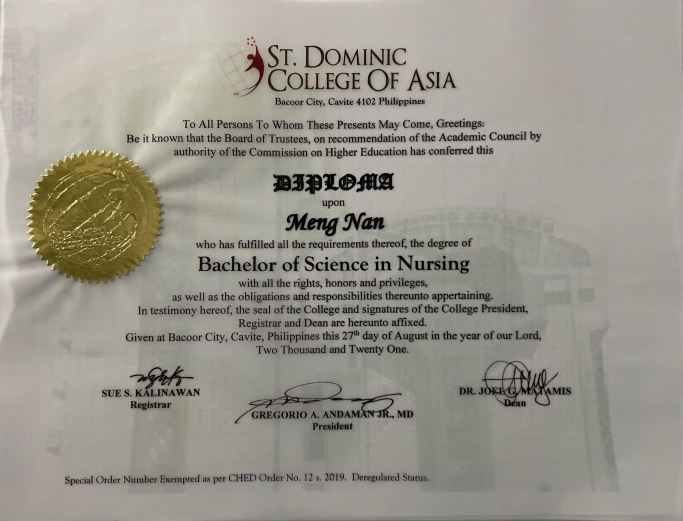 ST. DOMINIC
COLLEGE OF ASIA
Bacoor City, Cavite 4102 Philippines
To All Persons To Whom These Presents May Come, Greetings:
Be it known that the Board of Trustees, on recommendation of the Academic Council by
authority of the Commission on Higher Education has conferred this
DIPLOMA
upon
Meng Nan
who has fulfilled all the requirements thereof, the degree of
Bachelor of Science in Nursing
with all the rights, honors and privileges,
as well as the obligations and responsibilities thereunto appertaining.
In testimony hereof, the seal of the College and signatures of the College President,
Registrar and Dean are hereunto affixed.
Given at Bacoor City, Cavite, Philippines this 27th day of August in the year of our Lord,
Two Thousand and Twenty One.
SUE S. KALINAWAN
Registrar
GREGORIO A. ANDAMAN JR., MD
President
DR. JOEL G. MATAMIS
Dean
Special Order Number Exempted as per CHED Order No. 12 s. 2019. Deregulated Status.